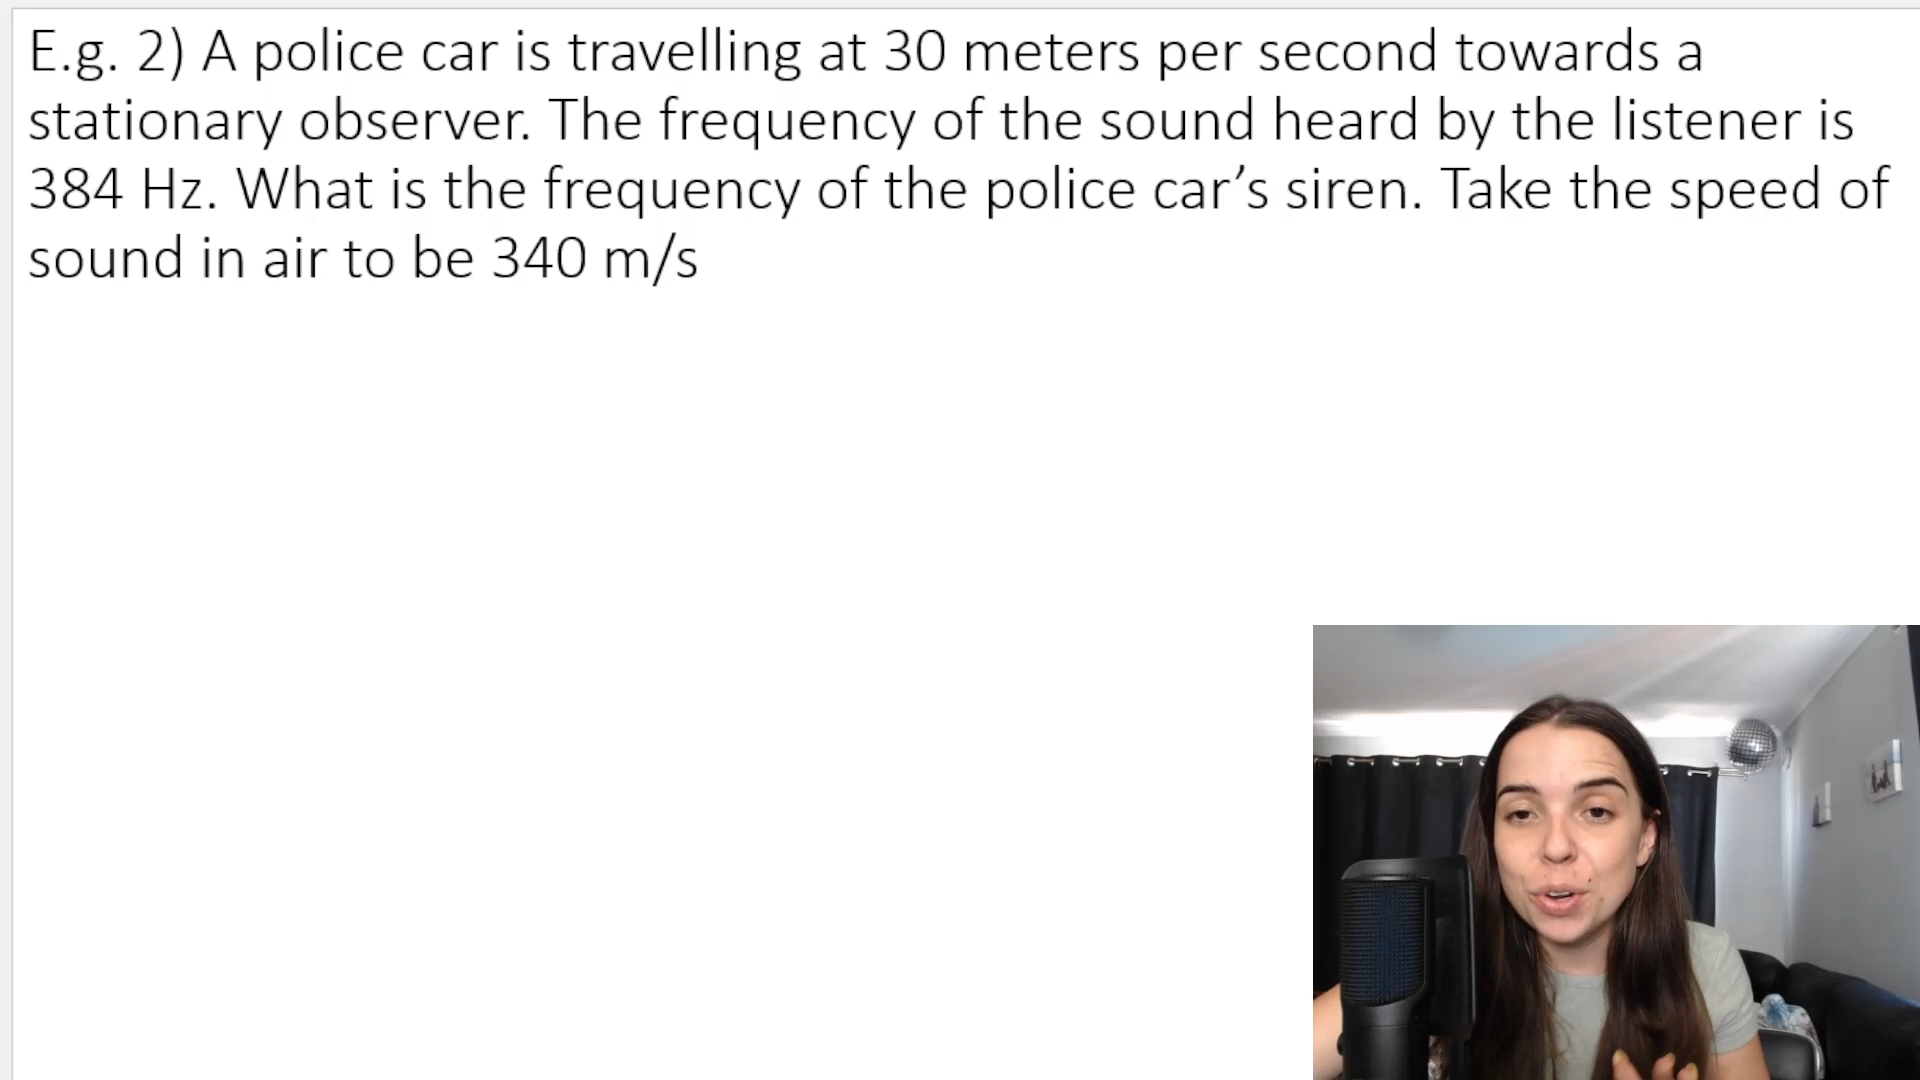 E.g. 2) A police car is travelling at 30 meters per second towards a
stationary observer. The frequency of the sound heard by the listener is
384 Hz. What is the frequency of the police car’s siren. Take the speed of
sound in air to be 340 m/s